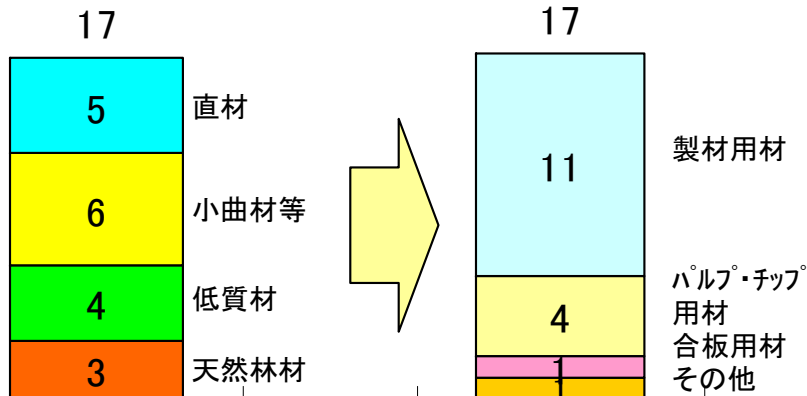 17
5
直材
6
小曲材等
4
低質材
3
天然林材
17
11
製材用材
4
ﾊﾟﾙﾌﾟ・ﾁｯﾌﾟ
用材
1
合板用材
1
その他